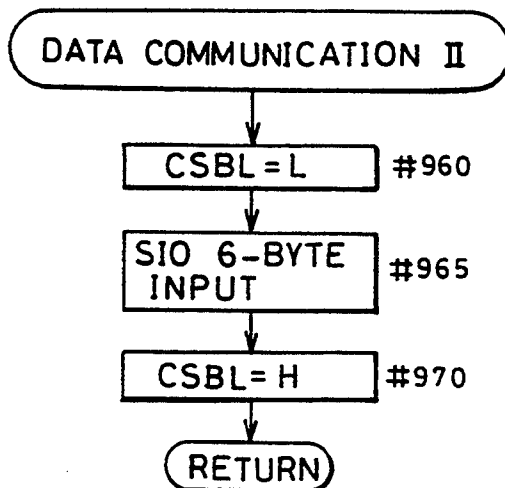 DATA COMMUNICATION II
CSBL=L #960
SIO 6-BYTE
INPUT #965
CSBL=H #970
RETURN